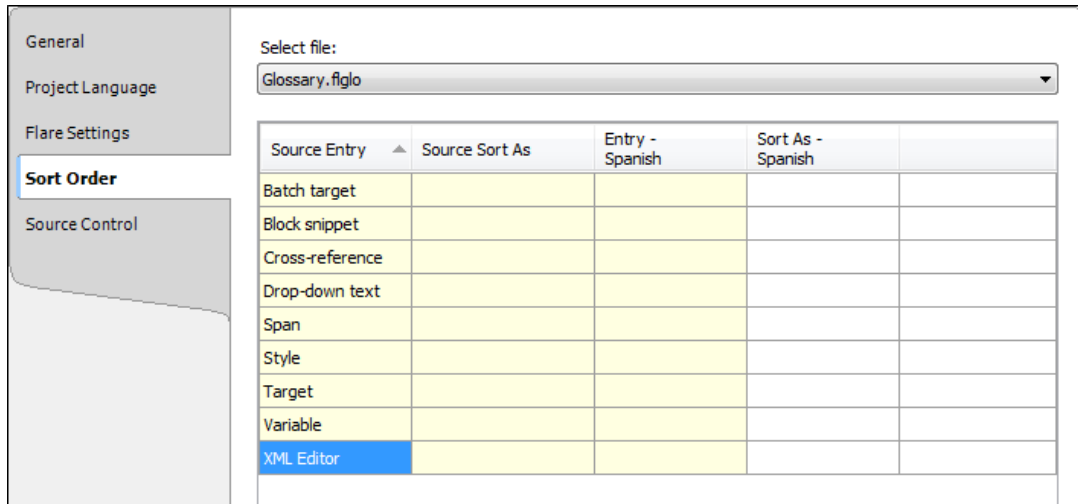 General
Project Language
Flare Settings
Sort Order
Source Control
Select file:
Glossary.flglo
Source Entry Source Sort As Entry - Spanish Sort As - Spanish
Batch target
Block snippet
Cross-reference
Drop-down text
Span
Style
Target
Variable
XML Editor